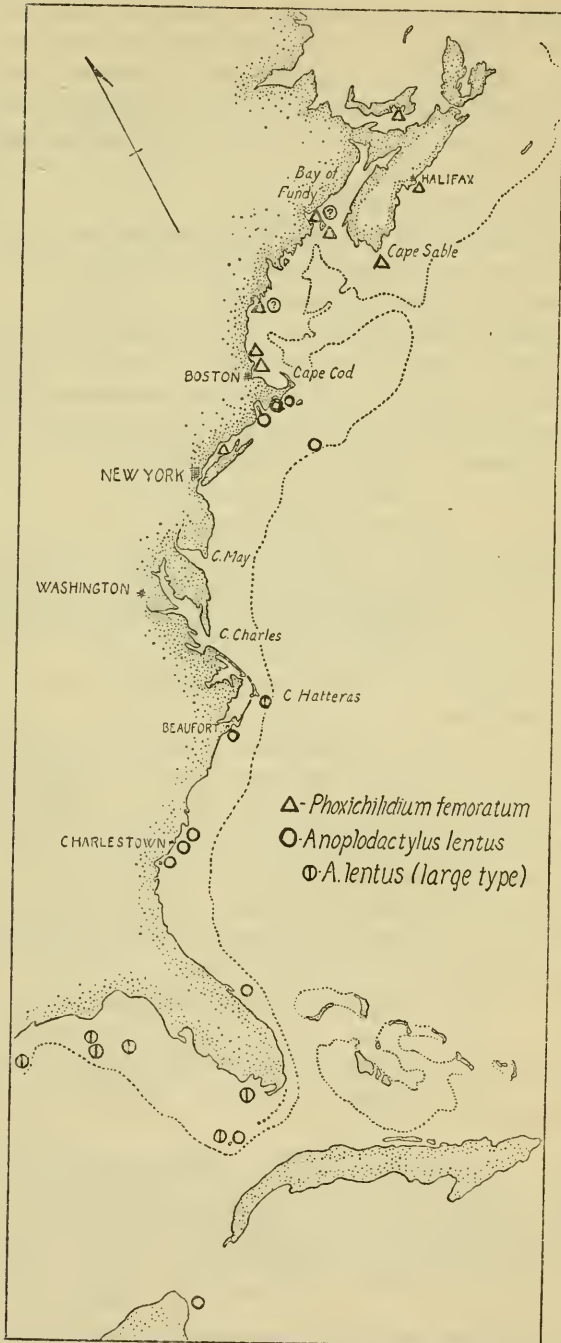 Bay of
Fundy
?
HALIFAX
Cape Sable
?
BOSTON
Cape Cod
NEW YORK
C. May
WASHINGTON
C. Charles
C Hatteras
BEAUFORT
△-Phoxichilidium femoratum
CHARLESTOWN
O-Anoplodactylus lentus
⦶-A. lentus (large type)